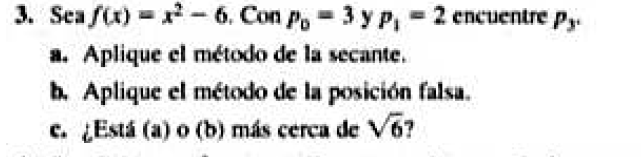 3. Sea f(x) = x² − 6. Con p₀ = 3 y p₁ = 2 encuentre p₃.
a. Aplique el método de la secante.
b. Aplique el método de la posición falsa.
c. ¿Está (a) o (b) más cerca de √6?